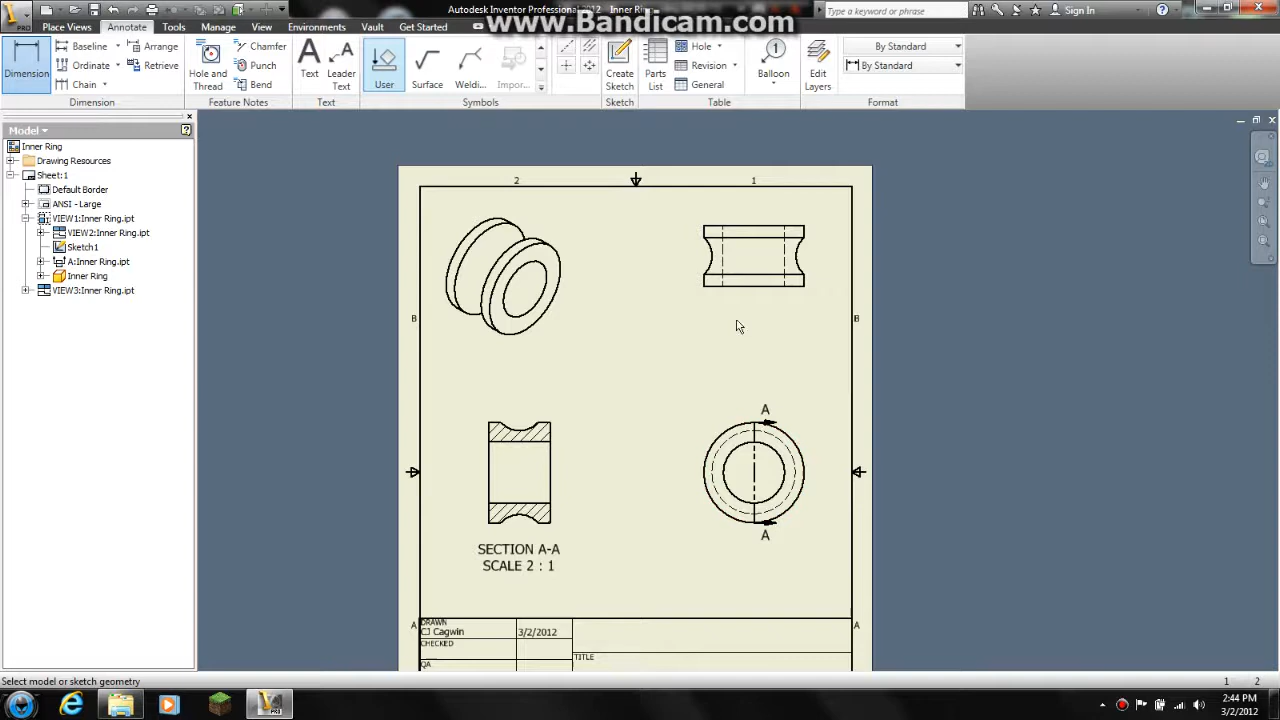 Autodesk Inventor Professional 2012 Inner Ring
www.Bandicam.com
Type a keyword or phrase
Sign In
PRO
Place Views
Annotate
Tools
Manage
View
Environments
Vault
Get Started
Dimension
Baseline
Ordinate
Chain
Arrange
Retrieve
Dimension
Hole and
Thread
Chamfer
Punch
Bend
Feature Notes
Text
Leader
Text
Text
User
Surface
Weldi...
Impor...
Symbols
Create
Sketch
Sketch
Parts
List
Hole
Revision
General
Balloon
Table
Edit
Layers
By Standard
By Standard
Format
Model
Inner Ring
Drawing Resources
Sheet:1
Default Border
ANSI - Large
VIEW1:Inner Ring.ipt
VIEW2:Inner Ring.ipt
Sketch1
A:Inner Ring.ipt
Inner Ring
VIEW3:Inner Ring.ipt
2
1
B
B
A
A
SECTION A-A
SCALE 2 : 1
A
A
DRAWN
CJ Cagwin
3/2/2012
CHECKED
QA
TITLE
Select model or sketch geometry
1
2
PRO
2:44 PM
3/2/2012